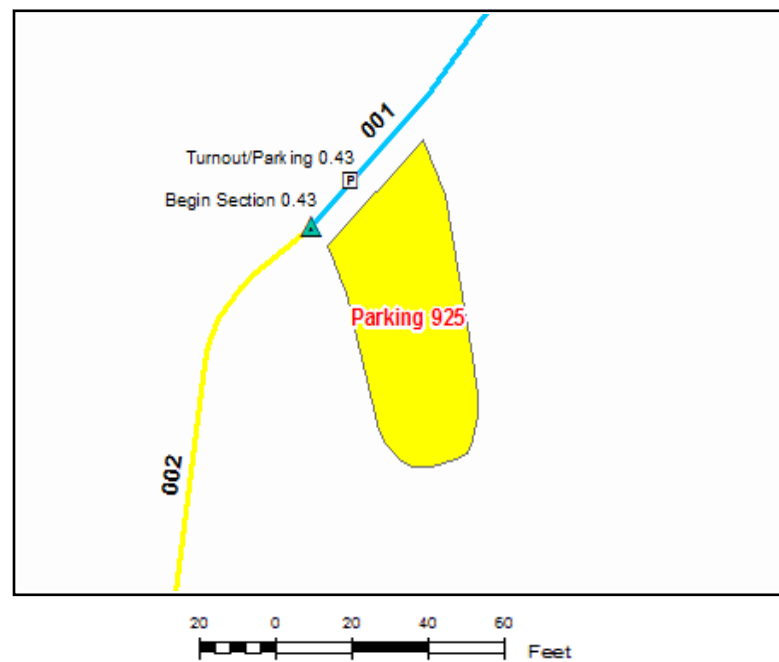 001
Turnout/Parking 0.43
P
Begin Section 0.43
Parking 925
002
20 0 20 40 60
Feet